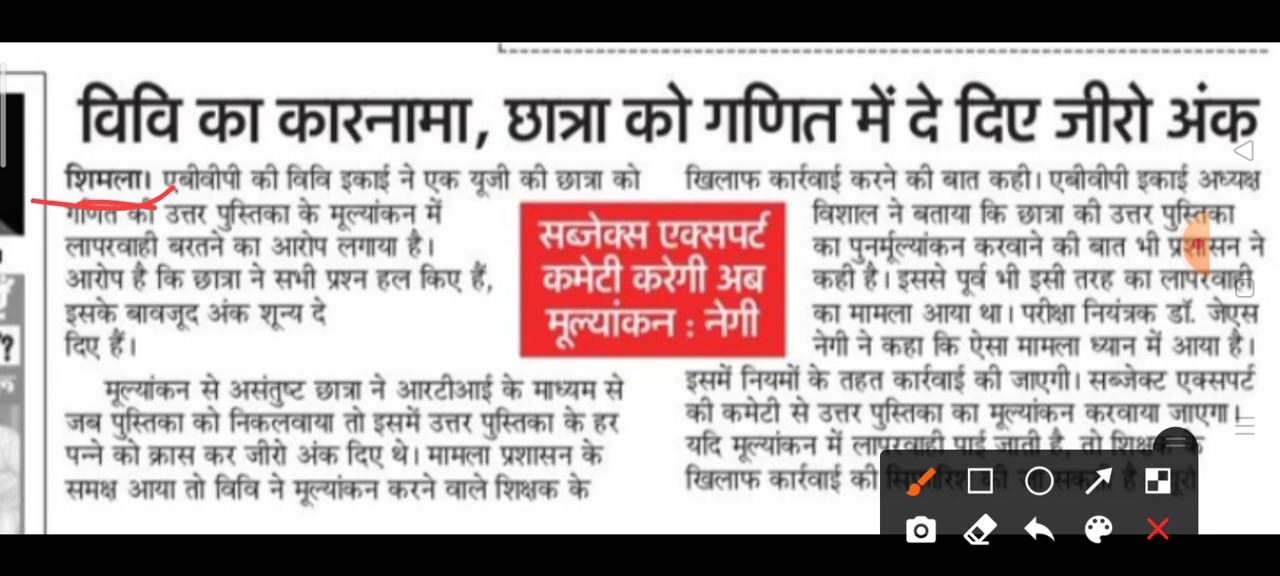 विवि का कारनामा, छात्रा को गणित में दे दिए जीरो अंक
शिमला। एबीवीपी की विवि इकाई ने एक यूजी की छात्रा को
गणित की उत्तर पुस्तिका के मूल्यांकन में
लापरवाही बरतने का आरोप लगाया है।
आरोप है कि छात्रा ने सभी प्रश्न हल किए हैं,
इसके बावजूद अंक शून्य दे
दिए हैं।
मूल्यांकन से असंतुष्ट छात्रा ने आरटीआई के माध्यम से
जब पुस्तिका को निकलवाया तो इसमें उत्तर पुस्तिका के हर
पन्ने को क्रास कर जीरो अंक दिए थे। मामला प्रशासन के
समक्ष आया तो विवि ने मूल्यांकन करने वाले शिक्षक के
सब्जेक्स एक्सपर्ट
कमेटी करेगी अब
मूल्यांकन : नेगी
खिलाफ कार्रवाई करने की बात कही। एबीवीपी इकाई अध्यक्ष
विशाल ने बताया कि छात्रा की उत्तर पुस्तिका
का पुनर्मूल्यांकन करवाने की बात भी प्रशासन ने
कही है। इससे पूर्व भी इसी तरह का लापरवाही
का मामला आया था। परीक्षा नियंत्रक डॉ. जेएस
नेगी ने कहा कि ऐसा मामला ध्यान में आया है।
इसमें नियमों के तहत कार्रवाई की जाएगी। सब्जेक्ट एक्सपर्ट
की कमेटी से उत्तर पुस्तिका का मूल्यांकन करवाया जाएगा।
यदि मूल्यांकन में लापरवाही पाई जाती है, तो शिक्षक के
खिलाफ कार्रवाई की सिफारिश की जा सकती है।
?